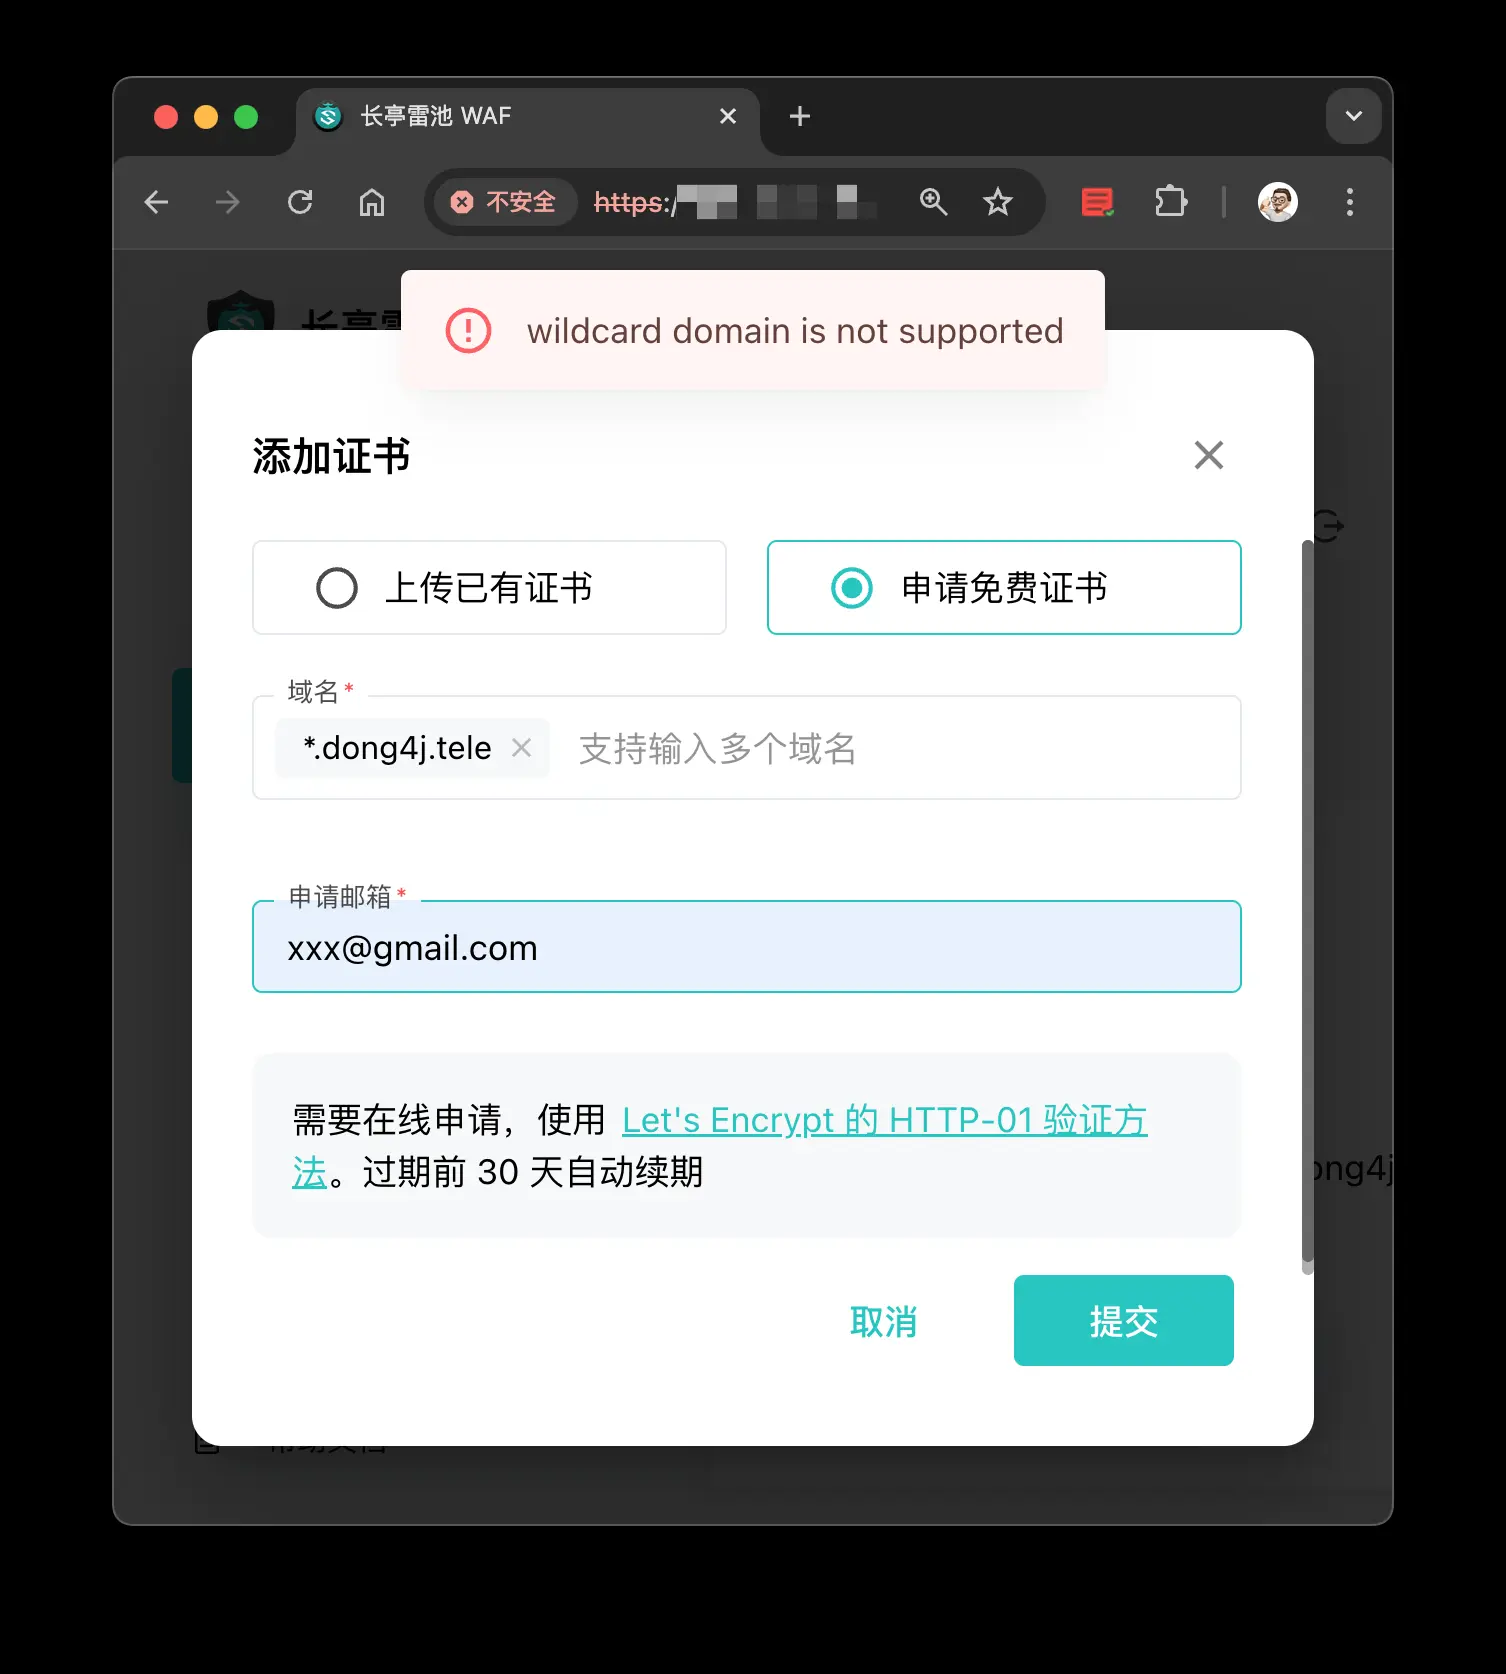 长亭雷池 WAF
不安全 https:/
wildcard domain is not supported
长亭雷
添加证书
上传已有证书
申请免费证书
域名 *
*.dong4j.tele
支持输入多个域名
申请邮箱 *
xxx@gmail.com
需要在线申请，使用 Let's Encrypt 的 HTTP-01 验证方
法。过期前 30 天自动续期
ong4j
取消
提交